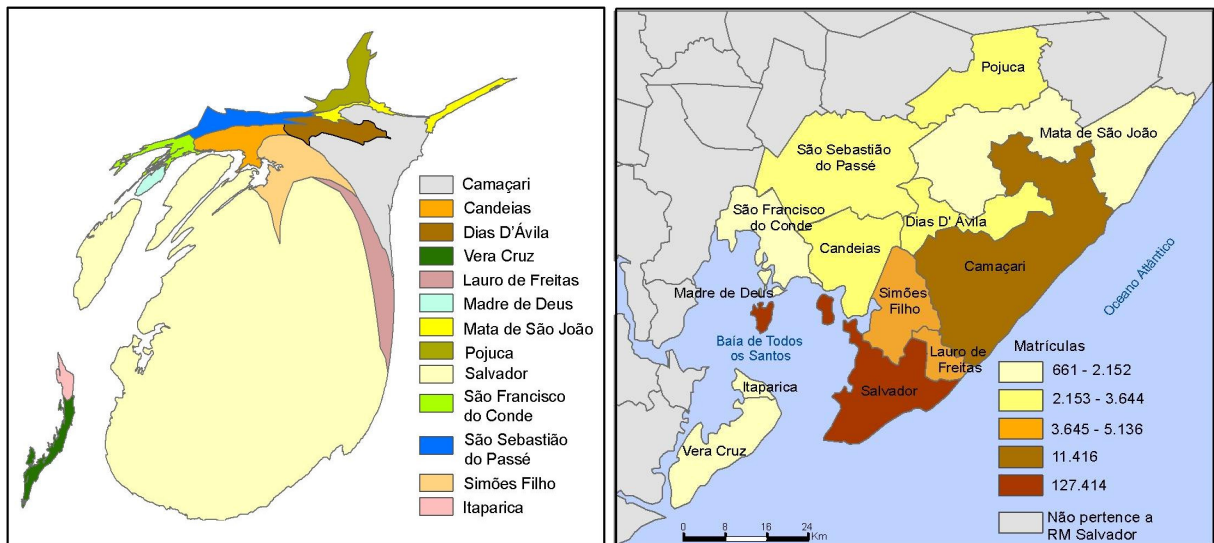 Camaçari
Candeias
Dias D'Ávila
Vera Cruz
Lauro de Freitas
Madre de Deus
Mata de São João
Pojuca
Salvador
São Francisco
do Conde
São Sebastião
do Passé
Simões Filho
Itaparica
Pojuca
Mata de São João
São Sebastião
do Passé
São Francisco
do Conde
Dias D' Ávila
Candeias
Camaçari
Oceano Atlântico
Madre de Deus
Simões
Filho
Baía de Todos
os Santos
Lauro de
Freitas
Itaparica
Salvador
Vera Cruz
Matrículas
661 - 2.152
2.153 - 3.644
3.645 - 5.136
11.416
127.414
Não pertence a
RM Salvador
0 8 16 24
Km